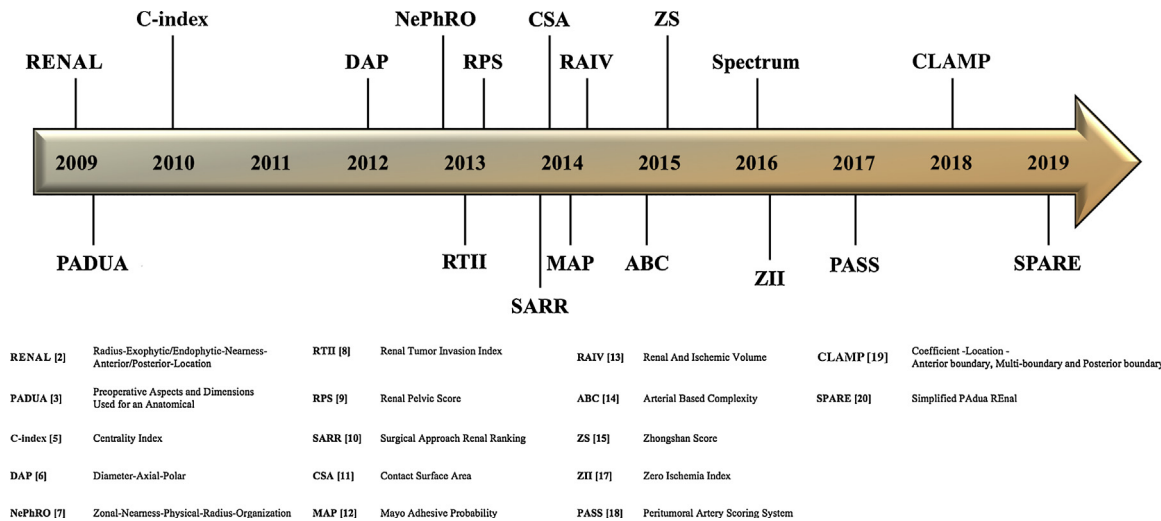 C-index NePhRO CSA ZS
RENAL DAP RPS RAIV Spectrum CLAMP
2009 2010 2011 2012 2013 2014 2015 2016 2017 2018 2019
PADUA RTII MAP ABC PASS SPARE
ZII
SARR
RENAL [2] Radius-Exophytic/Endophytic-Nearness-
Anterior/Posterior-Location
PADUA [3] Preoperative Aspects and Dimensions
Used for an Anatomical
C-index [5] Centrality Index
DAP [6] Diameter-Axial-Polar
NePhRO [7] Zonal-Nearness-Physical-Radius-Organization
RTII [8] Renal Tumor Invasion Index
RPS [9] Renal Pelvic Score
SARR [10] Surgical Approach Renal Ranking
CSA [11] Contact Surface Area
MAP [12] Mayo Adhesive Probability
RAIV [13] Renal And Ischemic Volume
ABC [14] Arterial Based Complexity
ZS [15] Zhongshan Score
ZII [17] Zero Ischemia Index
PASS [18] Peritumoral Artery Scoring System
CLAMP [19] Coefficient -Location -
Anterior boundary, Multi-boundary and Posterior boundary
SPARE [20] Simplified PAdua REnal